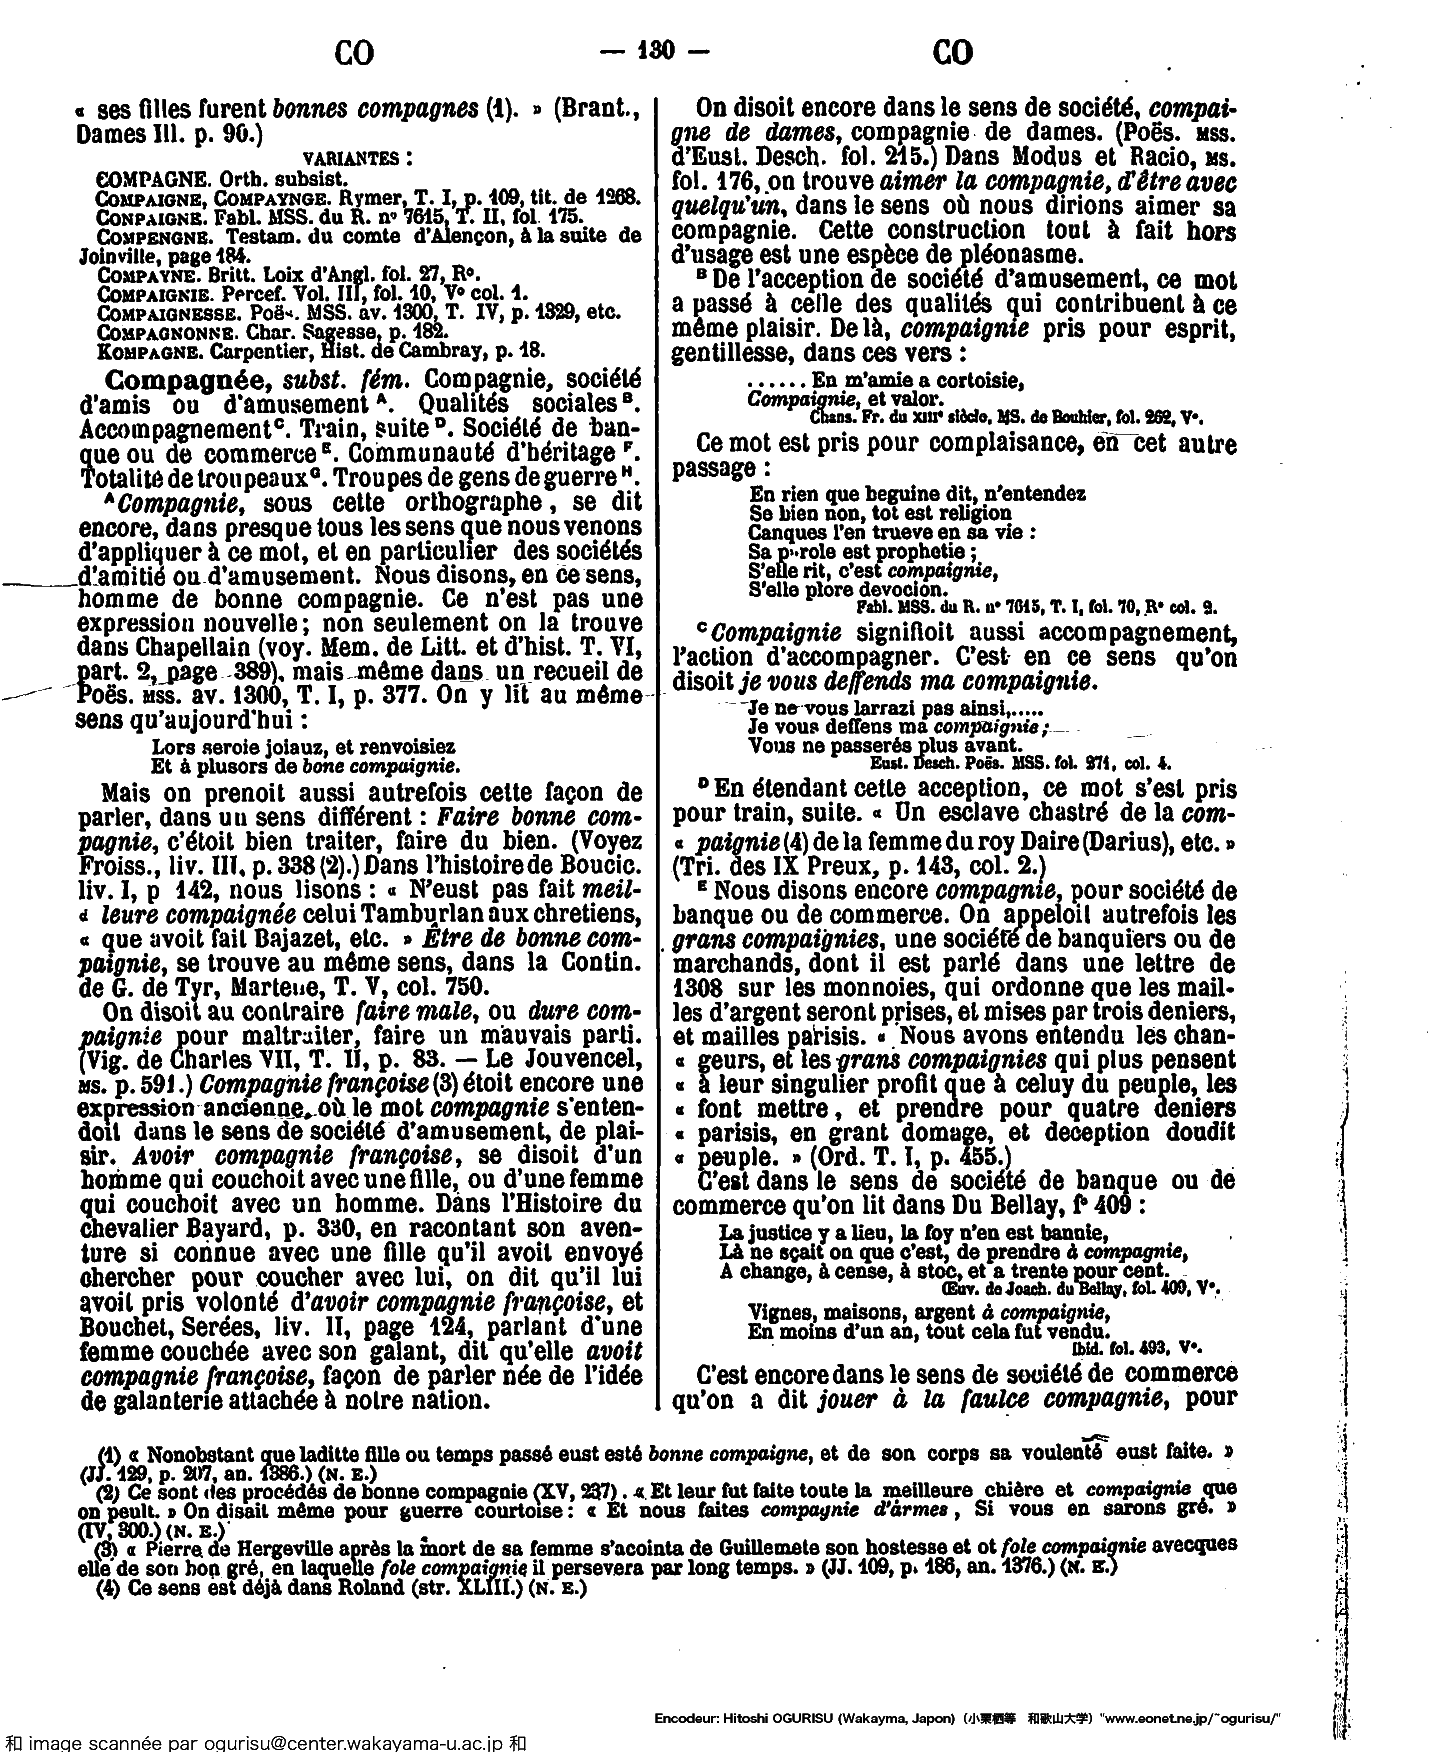 CO
— 130 —
CO
« ses filles furent bonnes compagnes (1). » (Brant.,
Dames III. p. 90.)
VARIANTES :
COMPAGNE. Orth. subsist.
COMPAIGNE, COMPAYNGE. Rymer, T. I, p. 109, tit. de 1268.
CONPAIGNE. Fabl. MSS. du R. nº 7615, T. II, fol. 175.
COMPENGNE. Testam. du comte d'Alençon, à la suite de
Joinville, page 184.
COMPAYNE. Britt. Loix d'Angl. fol. 27, Rº.
COMPAIGNIE. Percef. Vol. III, fol. 10, Vº col. 1.
COMPAIGNESSE. Poës. MSS. av. 1300, T. IV, p. 1329, etc.
COMPAGNONNE. Char. Sagesse, p. 182.
KOMPAGNE. Carpentier, Hist. de Cambray, p. 18.
Compagnée, subst. fém. Compagnie, société
d'amis ou d'amusement A. Qualités sociales B.
Accompagnement C. Train, suite D. Société de ban-
que ou de commerce E. Communauté d'héritage F.
Totalité de troupeaux G. Troupes de gens de guerre H.
A Compagnie, sous cette orthographe, se dit
encore, dans presque tous les sens que nous venons
d'appliquer à ce mot, et en particulier des sociétés
d'amitié ou d'amusement. Nous disons, en ce sens,
homme de bonne compagnie. Ce n'est pas une
expression nouvelle; non seulement on la trouve
dans Chapellain (voy. Mem. de Litt. et d'hist. T. VI,
part. 2, page 389), mais même dans un recueil de
Poës. MSS. av. 1300, T. I, p. 377. On y lit au même
sens qu'aujourd'hui :
Lors seroie joiauz, et renvoisiez
Et à plusors de bone compaignie.
Mais on prenoit aussi autrefois cette façon de
parler, dans un sens différent : Faire bonne com-
pagnie, c'étoit bien traiter, faire du bien. (Voyez
Froiss., liv. III, p. 338 (2).) Dans l'histoire de Boucic.
liv. I, p 142, nous lisons : « N'eust pas fait meil-
« leure compaignée celui Tamburlan aux chretiens,
« que avoit fait Bajazet, etc. » Être de bonne com-
paignie, se trouve au même sens, dans la Contin.
de G. de Tyr, Martene, T. V, col. 750.
On disoit au contraire faire male, ou dure com-
paignie pour maltraiter, faire un mauvais parti.
(Vig. de Charles VII, T. II, p. 83. — Le Jouvencel,
MS. p. 591.) Compagnie françoise (3) étoit encore une
expression ancienne, où le mot compagnie s'enten-
doit dans le sens de société d'amusement, de plai-
sir. Avoir compagnie françoise, se disoit d'un
homme qui couchoit avec une fille, ou d'une femme
qui couchoit avec un homme. Dans l'Histoire du
chevalier Bayard, p. 330, en racontant son aven-
ture si connue avec une fille qu'il avoit envoyé
chercher pour coucher avec lui, on dit qu'il lui
avoit pris volonté d'avoir compagnie françoise, et
Bouchet, Serées, liv. II, page 124, parlant d'une
femme couchée avec son galant, dit qu'elle avoit
compagnie françoise, façon de parler née de l'idée
de galanterie attachée à notre nation.
On disoit encore dans le sens de société, compai-
gne de dames, compagnie de dames. (Poës. MSS.
d'Eust. Desch. fol. 215.) Dans Modus et Racio, MS.
fol. 176, on trouve aimer la compagnie, d'être avec
quelqu'un, dans le sens où nous dirions aimer sa
compagnie. Cette construction tout à fait hors
d'usage est une espèce de pléonasme.
B De l'acception de société d'amusement, ce mot
a passé à celle des qualités qui contribuent à ce
même plaisir. De là, compaignie pris pour esprit,
gentillesse, dans ces vers :
...... En m'amie a cortoisie,
Compaignie, et valor.
Chans. Fr. du XIIIe siècle, MS. de Bouhier, fol. 262, Vº.
Ce mot est pris pour complaisance, en cet autre
passage :
En rien que beguine dit, n'entendez
Se bien non, tot est religion
Canques l'en trueve en sa vie :
Sa parole est prophetie ;
S'elle rit, c'est compaignie,
S'elle plore devocion.
Fabl. MSS. du R. nº 7615, T. I, fol. 70, Rº col. 2.
C Compaignie signifioit aussi accompagnement,
l'action d'accompagner. C'est en ce sens qu'on
disoit je vous deffends ma compaignie.
Je ne vous larrazi pas ainsi,.....
Je vous deffens ma compaignie ;
Vous ne passerés plus avant.
Eust. Desch. Poës. MSS. fol. 271, col. 4.
D En étendant cette acception, ce mot s'est pris
pour train, suite. « Un esclave chastré de la com-
« paignie (4) de la femme du roy Daire (Darius), etc. »
(Tri. des IX Preux, p. 143, col. 2.)
E Nous disons encore compagnie, pour société de
banque ou de commerce. On appeloit autrefois les
grans compaignies, une société de banquiers ou de
marchands, dont il est parlé dans une lettre de
1308 sur les monnoies, qui ordonne que les mail-
les d'argent seront prises, et mises par trois deniers,
et mailles parisis. « Nous avons entendu les chan-
« geurs, et les grans compaignies qui plus pensent
« à leur singulier profit que à celuy du peuple, les
« font mettre, et prendre pour quatre deniers
« parisis, en grant domage, et deception doudit
« peuple. » (Ord. T. I, p. 455.)
C'est dans le sens de société de banque ou de
commerce qu'on lit dans Du Bellay, fº 409 :
La justice y a lieu, la foy n'en est bannie,
Là ne sçait on que c'est, de prendre à compagnie,
A change, à cense, à stoc, et a trente pour cent.
Œuv. de Joach. du Bellay, fol. 409, Vº.
Vignes, maisons, argent à compaignie,
En moins d'un an, tout cela fut vendu.
Ibid. fol. 493, Vº.
C'est encore dans le sens de société de commerce
qu'on a dit jouer à la faulce compagnie, pour
(1) « Nonobstant que laditte fille ou temps passé eust esté bonne compaigne, et de son corps sa voulenté eust faite. »
(JJ. 129, p. 207, an. 1386.) (N. E.)
(2) Ce sont des procédés de bonne compagnie (XV, 237). « Et leur fut faite toute la meilleure chière et compaignie que
on peult. » On disait même pour guerre courtoise : « Et nous faites compaynie d'armes, Si vous en sarons gré. »
(IV, 300.) (N. E.)
(3) « Pierre de Hergeville après la mort de sa femme s'acointa de Guillemete son hostesse et ot fole compaignie avecques
elle de son bon gré, en laquelle fole compaignie il persevera par long temps. » (JJ. 109, p. 186, an. 1376.) (N. E.)
(4) Ce sens est déjà dans Roland (str. XLIII.) (N. E.)
Encodeur: Hitoshi OGURISU (Wakayma, Japon) (小栗栖等 和歌山大学) "www.eonet.ne.jp/~ogurisu/"
和 image scannée par ogurisu@center.wakayama-u.ac.jp 和